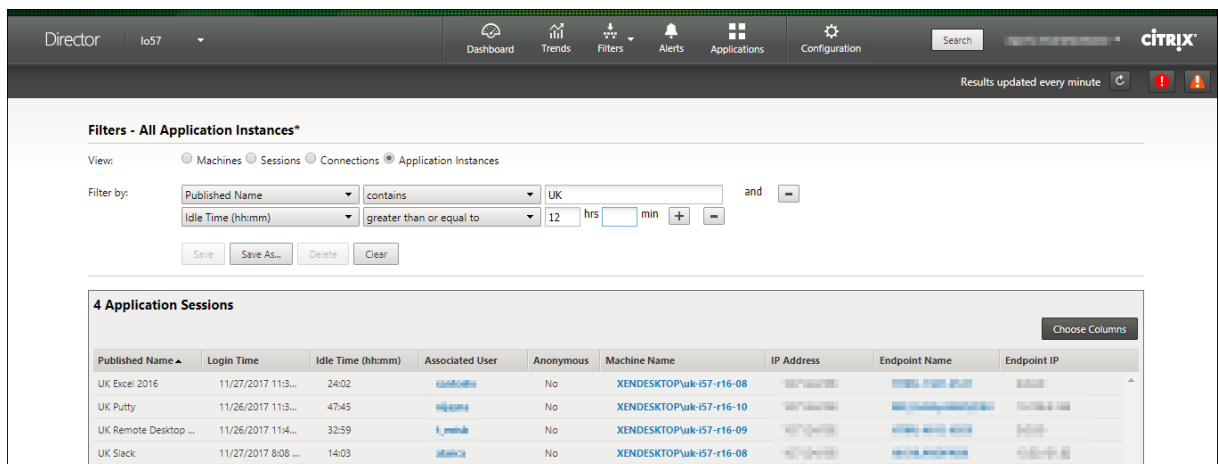 Director lo57 Dashboard Trends Filters Alerts Applications Configuration Search CİTRIX
Results updated every minute
Filters - All Application Instances*
View: Machines Sessions Connections Application Instances
Filter by: Published Name contains UK and
Idle Time (hh:mm) greater than or equal to 12 hrs min
Save Save As... Delete Clear
4 Application Sessions
Choose Columns
Published Name Login Time Idle Time (hh:mm) Associated User Anonymous Machine Name IP Address Endpoint Name Endpoint IP
UK Excel 2016 11/27/2017 11:3... 24:02 No XENDESKTOP\uk-i57-r16-08
UK Putty 11/26/2017 11:3... 47:45 No XENDESKTOP\uk-i57-r16-10
UK Remote Desktop ... 11/26/2017 11:4... 32:59 No XENDESKTOP\uk-i57-r16-09
UK Slack 11/27/2017 8:08 ... 14:03 No XENDESKTOP\uk-i57-r16-08